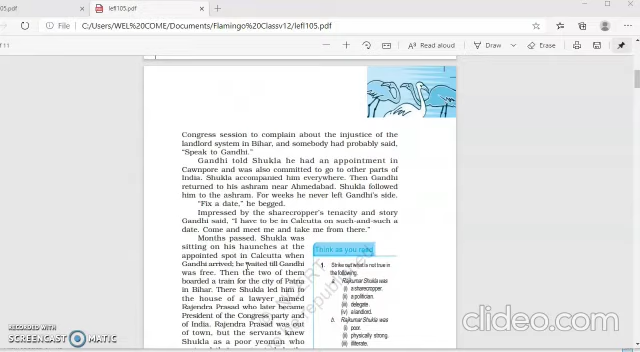 05.pdf
lefl105.pdf
File
C:/Users/WEL%20COME/Documents/Flamingo%20Classv12/lefl105.pdf
of 11
Read aloud
Draw
Erase
Congress session to complain about the injustice of the
landlord system in Bihar, and somebody had probably said,
“Speak to Gandhi.”
Gandhi told Shukla he had an appointment in
Cawnpore and was also committed to go to other parts of
India. Shukla accompanied him everywhere. Then Gandhi
returned to his ashram near Ahmedabad. Shukla followed
him to the ashram. For weeks he never left Gandhi's side.
“Fix a date,” he begged.
Impressed by the sharecropper's tenacity and story
Gandhi said, “I have to be in Calcutta on such-and-such a
date. Come and meet me and take me from there.”
Months passed. Shukla was
sitting on his haunches at the
appointed spot in Calcutta when
Gandhi arrived; he waited till Gandhi
was free. Then the two of them
boarded a train for the city of Patna
in Bihar. There Shukla led him to
the house of a lawyer named
Rajendra Prasad who later became
President of the Congress party and
of India. Rajendra Prasad was out
of town, but the servants knew
Shukla as a poor yeoman who
Think as you read
1. Strike out what is not true in
the following.
a. Rajkumar Shukla was
(i) a sharecropper.
(ii) a politician.
(iii) delegate.
(iv) a landlord.
b. Rajkumar Shukla was
(i) poor.
(ii) physically strong.
(iii) illiterate.
RECORDED WITH
SCREENCAST MATIC
clideo.com